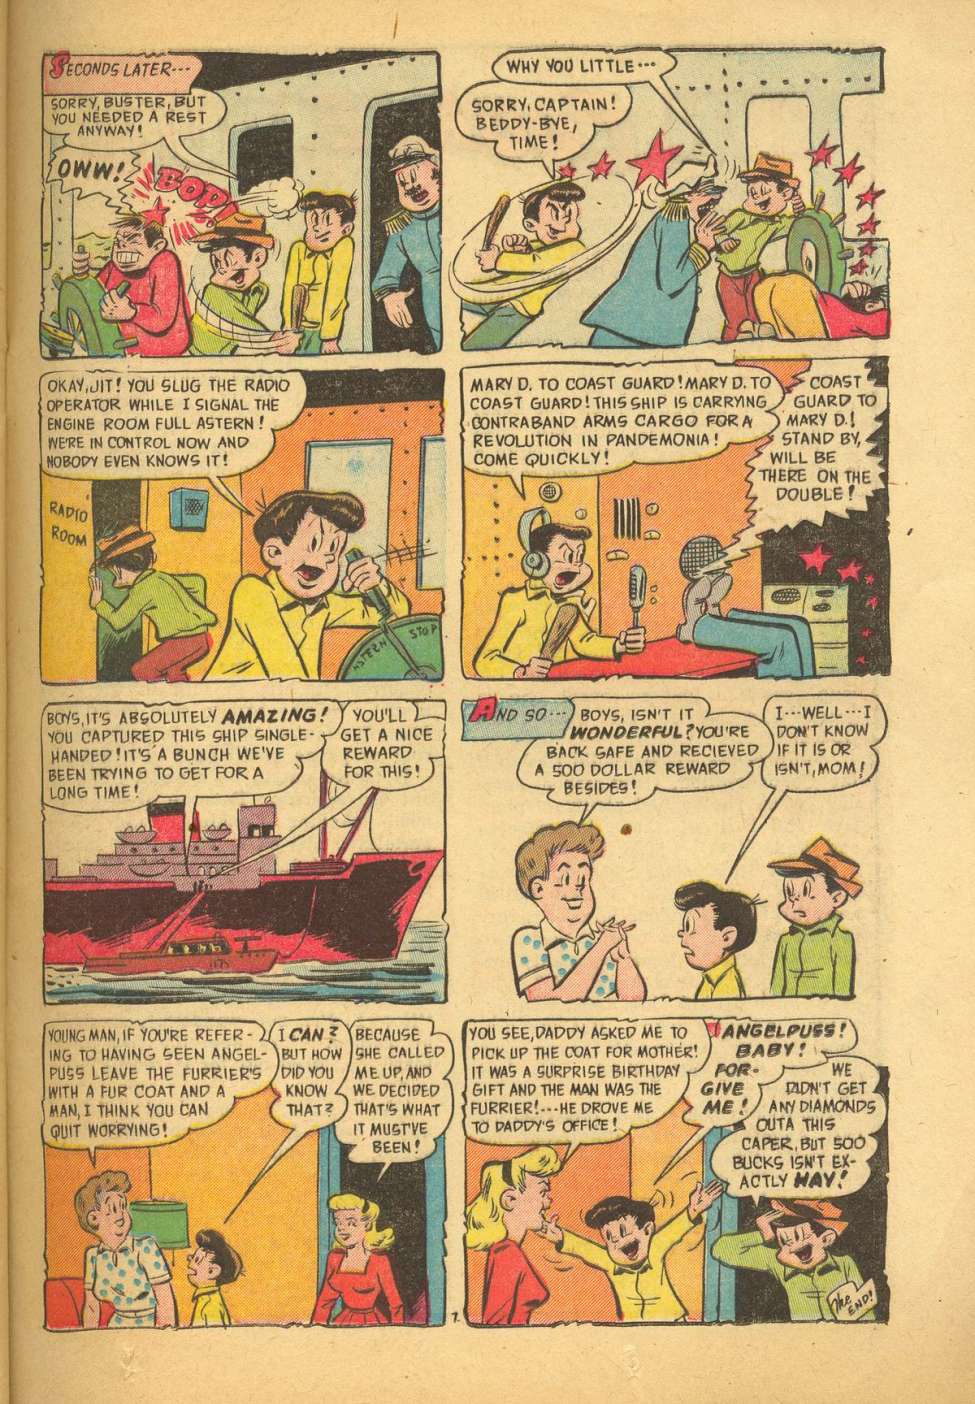 SECONDS LATER---
SORRY, BUSTER, BUT
YOU NEEDED A REST
ANYWAY!
OWW!
BOP!
WHY YOU LITTLE---
SORRY, CAPTAIN!
BEDDY-BYE,
TIME!
OKAY, JIT! YOU SLUG THE RADIO
OPERATOR WHILE I SIGNAL THE
ENGINE ROOM FULL ASTERN!
WE'RE IN CONTROL NOW AND
NOBODY EVEN KNOWS IT!
RADIO
ROOM
ASTERN
STOP
MARY D. TO COAST GUARD! MARY D. TO
COAST GUARD! THIS SHIP IS CARRYING
CONTRABAND ARMS CARGO FOR A
REVOLUTION IN PANDEMONIA!
COME QUICKLY!
COAST
GUARD TO
MARY D.!
STAND BY,
WILL BE
THERE ON THE
DOUBLE!
BOYS, IT'S ABSOLUTELY AMAZING!
YOU CAPTURED THIS SHIP SINGLE-
HANDED! IT'S A BUNCH WE'VE
BEEN TRYING TO GET FOR A
LONG TIME!
YOU'LL
GET A NICE
REWARD
FOR THIS!
AND SO---
BOYS, ISN'T IT
WONDERFUL? YOU'RE
BACK SAFE AND RECIEVED
A 500 DOLLAR REWARD
BESIDES!
I---WELL---I
DON'T KNOW
IF IT IS OR
ISN'T, MOM!
YOUNG MAN, IF YOU'RE REFER-
ING TO HAVING SEEN ANGEL-
PUSS LEAVE THE FURRIER'S
WITH A FUR COAT AND A
MAN, I THINK YOU CAN
QUIT WORRYING!
I CAN?
BUT HOW
DID YOU
KNOW
THAT?
BECAUSE
SHE CALLED
ME UP, AND
WE DECIDED
THAT'S WHAT
IT MUST'VE
BEEN!
YOU SEE, DADDY ASKED ME TO
PICK UP THE COAT FOR MOTHER!
IT WAS A SURPRISE BIRTHDAY
GIFT AND THE MAN WAS THE
FURRIER!---HE DROVE ME
TO DADDY'S OFFICE!
ANGELPUSS!
BABY!
FOR-
GIVE
ME!
WE
DIDN'T GET
ANY DIAMONDS
OUTA THIS
CAPER, BUT 500
BUCKS ISN'T EX-
ACTLY HAY!
The
END!
7.